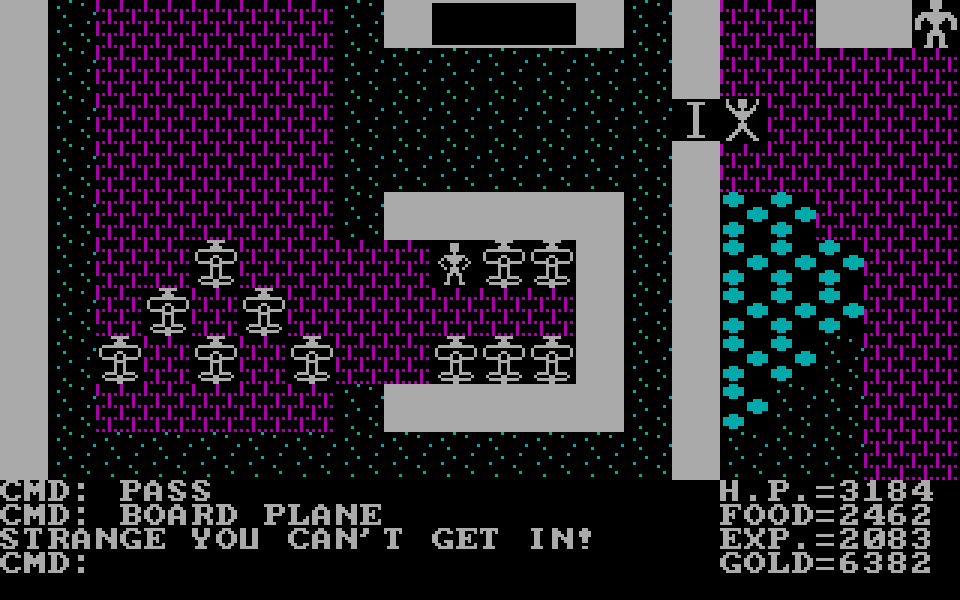 I
CMD: PASS
CMD: BOARD PLANE
STRANGE YOU CAN'T GET IN!
CMD:
H.P.=3184
FOOD=2462
EXP.=2083
GOLD=6382